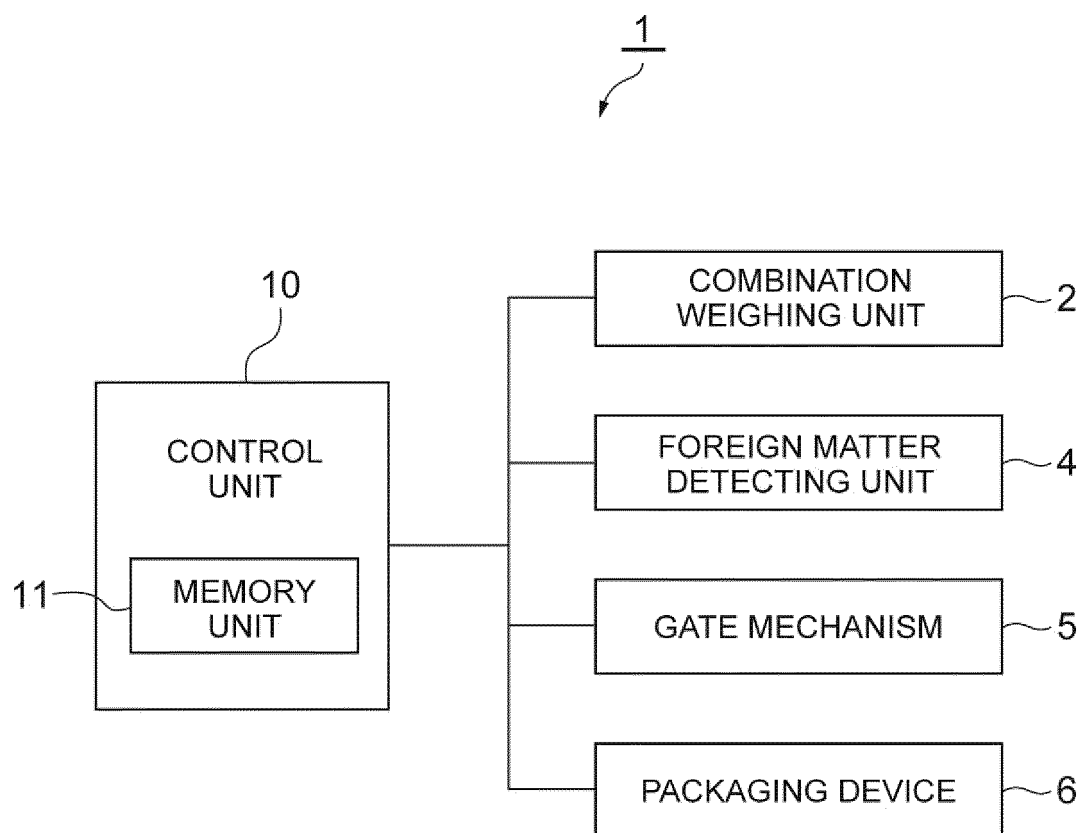 1
10
CONTROL
UNIT
11
MEMORY
UNIT
COMBINATION
WEIGHING UNIT
2
FOREIGN MATTER
DETECTING UNIT
4
GATE MECHANISM
5
PACKAGING DEVICE
6